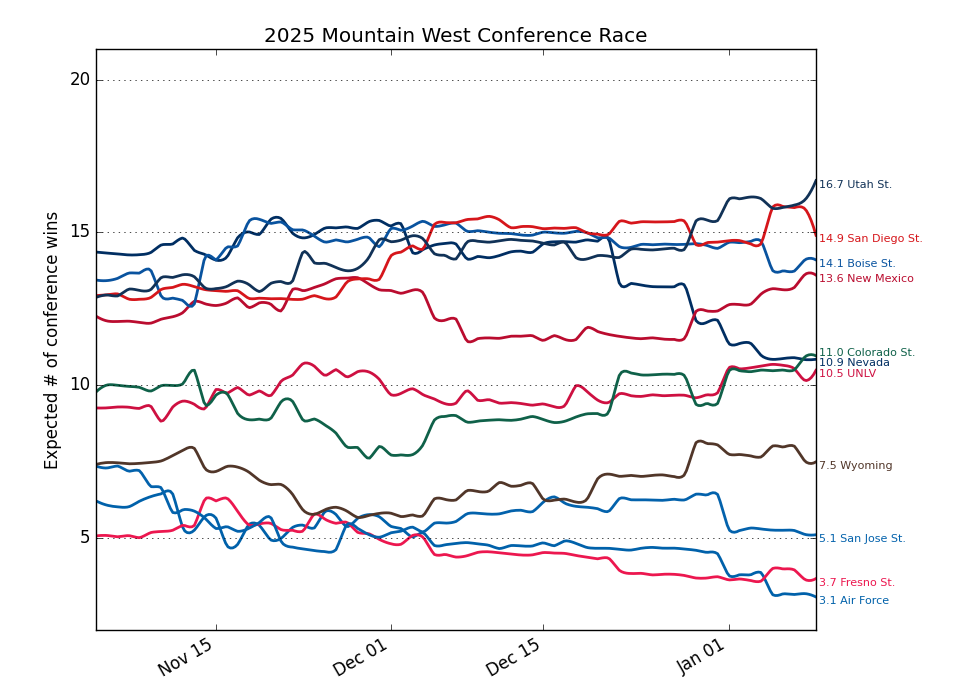 2025 Mountain West Conference Race
Expected # of conference wins
20
15
10
5
Nov 15
Dec 01
Dec 15
Jan 01
16.7 Utah St.
14.9 San Diego St.
14.1 Boise St.
13.6 New Mexico
11.0 Colorado St.
10.9 Nevada
10.5 UNLV
7.5 Wyoming
5.1 San Jose St.
3.7 Fresno St.
3.1 Air Force